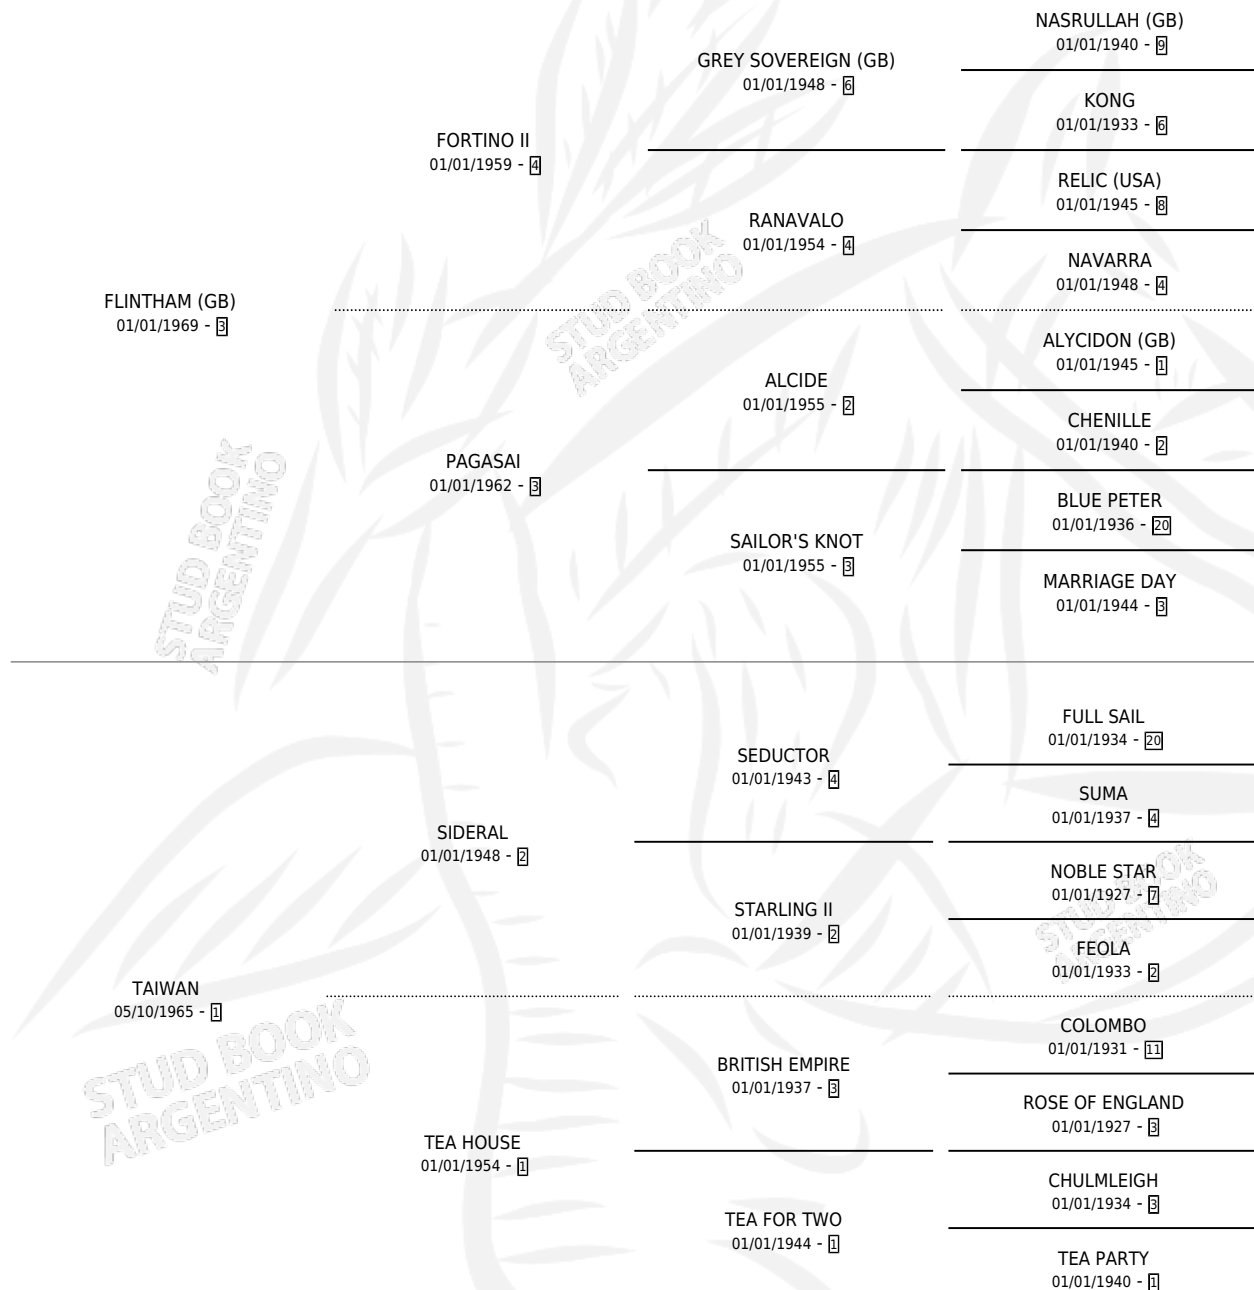 NASRULLAH (GB)
01/01/1940 - 9
GREY SOVEREIGN (GB)
01/01/1948 - 6
KONG
01/01/1933 - 6
FORTINO II
01/01/1959 - 4
RELIC (USA)
01/01/1945 - 8
RANAVALO
01/01/1954 - 4
NAVARRA
01/01/1948 - 4
FLINTHAM (GB)
01/01/1969 - 3
ALYCIDON (GB)
01/01/1945 - 1
ALCIDE
01/01/1955 - 2
CHENILLE
01/01/1940 - 2
PAGASAI
01/01/1962 - 3
BLUE PETER
01/01/1936 - 20
SAILOR'S KNOT
01/01/1955 - 3
MARRIAGE DAY
01/01/1944 - 3
FULL SAIL
01/01/1934 - 20
SEDUCTOR
01/01/1943 - 4
SUMA
01/01/1937 - 4
SIDERAL
01/01/1948 - 2
NOBLE STAR
01/01/1927 - 7
STARLING II
01/01/1939 - 2
FEOLA
01/01/1933 - 2
TAIWAN
05/10/1965 - 1
COLOMBO
01/01/1931 - 11
BRITISH EMPIRE
01/01/1937 - 3
ROSE OF ENGLAND
01/01/1927 - 3
TEA HOUSE
01/01/1954 - 1
CHULMLEIGH
01/01/1934 - 3
TEA FOR TWO
01/01/1944 - 1
TEA PARTY
01/01/1940 - 1
STUD BOOK
ARGENTINO
STUD BOOK
ARGENTINO
STUD BOOK
ARGENTINO
STUD BOOK
ARGENTINO